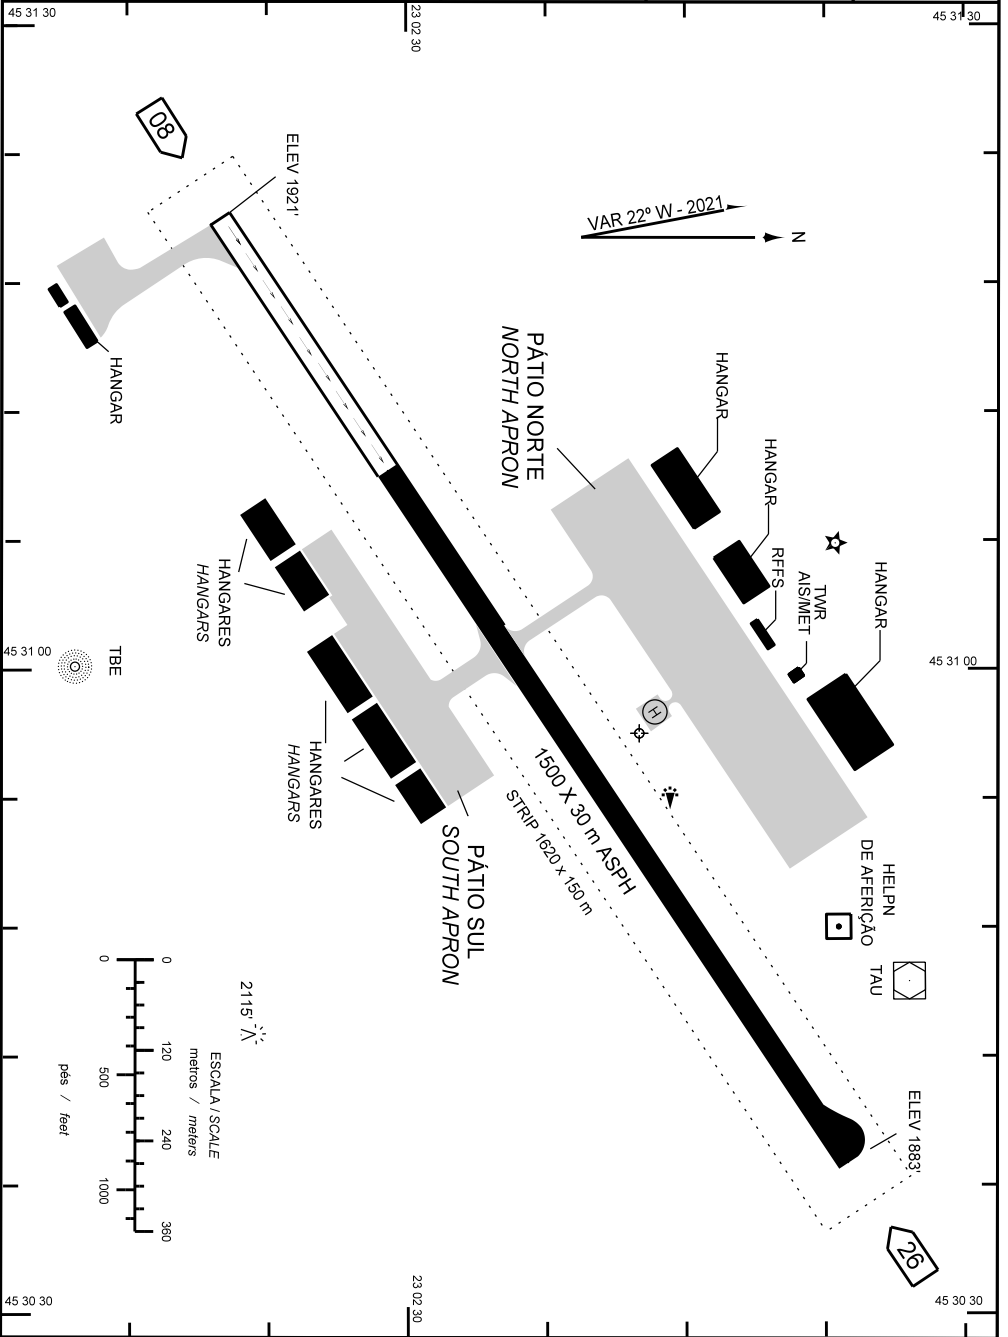 45 31 30
23 02 30
45 31 30
08
ELEV 1921'
VAR 22º W - 2021
N
HANGAR
PÁTIO NORTE
NORTH APRON
HANGAR
HANGAR
RFFS
TWR
AIS/MET
HANGAR
HANGARES
HANGARS
45 31 00
TBE
45 31 00
H
HANGARES
HANGARS
1500 X 30 m ASPH
STRIP 1620 x 150 m
PÁTIO SUL
SOUTH APRON
HELPN
DE AFERIÇÃO
TAU
2115'
ESCALA / SCALE
metros / meters
0 120 240 360
0 500 1000
pés / feet
ELEV 1883'
26
45 30 30
23 02 30
45 30 30